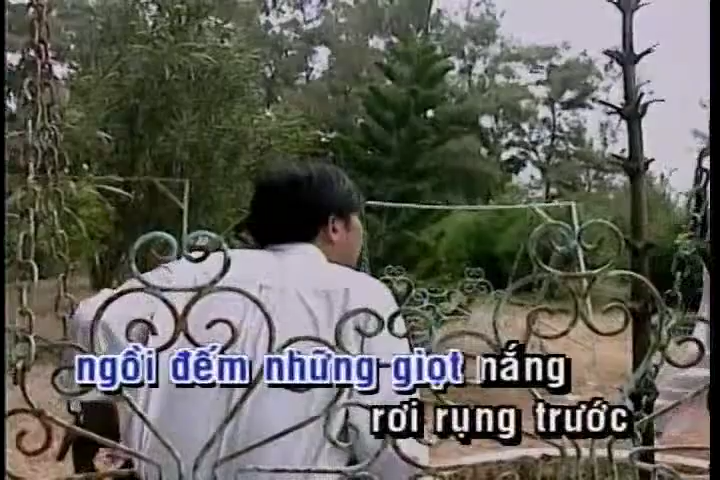 ngồi đếm những giọt nắng
rơi rụng trước